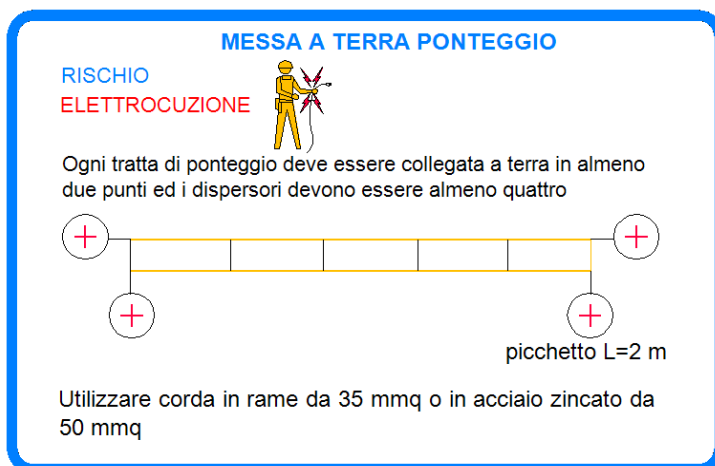 MESSA A TERRA PONTEGGIO
RISCHIO
ELETTROCUZIONE
Ogni tratta di ponteggio deve essere collegata a terra in almeno
due punti ed i dispersori devono essere almeno quattro
picchetto L=2 m
Utilizzare corda in rame da 35 mmq o in acciaio zincato da
50 mmq